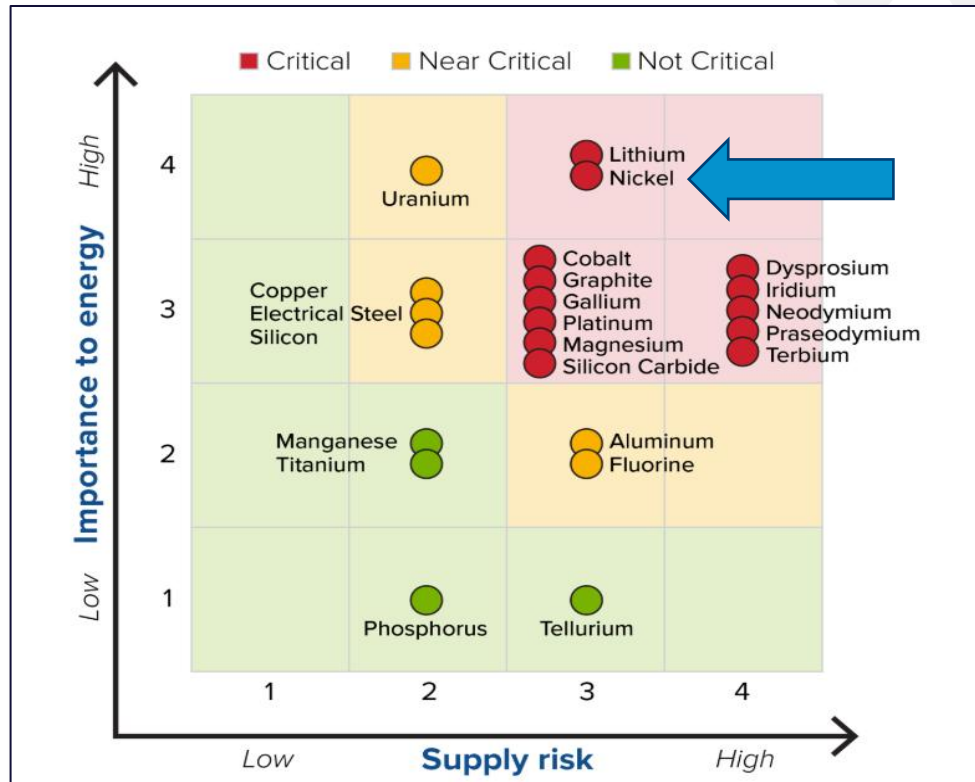 Critical Near Critical Not Critical
High
4
Lithium
Nickel
Uranium
Importance to energy
3
Copper
Electrical Steel
Silicon
Cobalt
Graphite
Gallium
Platinum
Magnesium
Silicon Carbide
Dysprosium
Iridium
Neodymium
Praseodymium
Terbium
2
Manganese
Titanium
Aluminum
Fluorine
Low
1
Phosphorus
Tellurium
1 2 3 4
Low Supply risk High